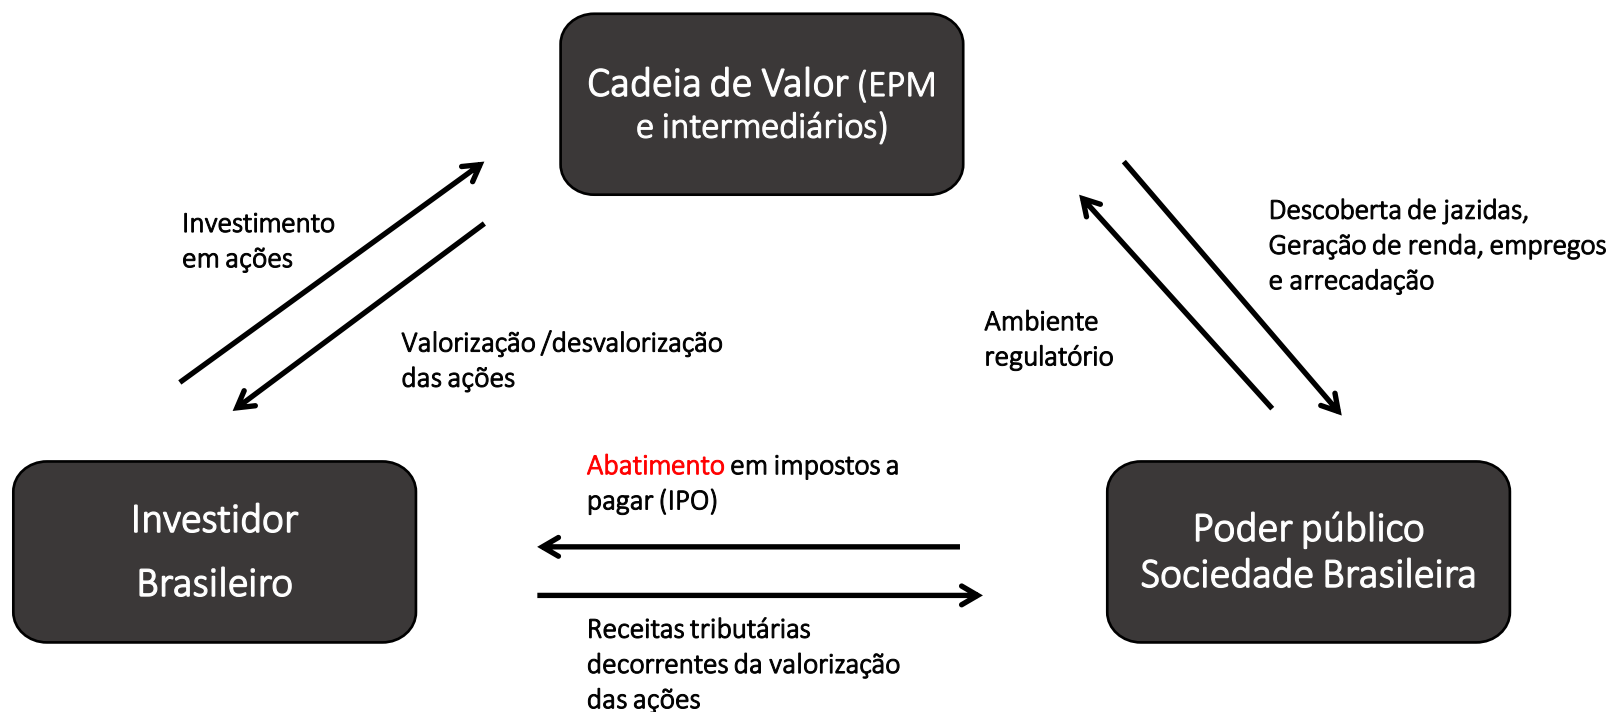 Cadeia de Valor (EPM
e intermediários)
Investimento
em ações
Descoberta de jazidas,
Geração de renda, empregos
e arrecadação
Valorização /desvalorização
das ações
Ambiente
regulatório
Abatimento em impostos a
pagar (IPO)
Investidor
Brasileiro
Poder público
Sociedade Brasileira
Receitas tributárias
decorrentes da valorização
das ações